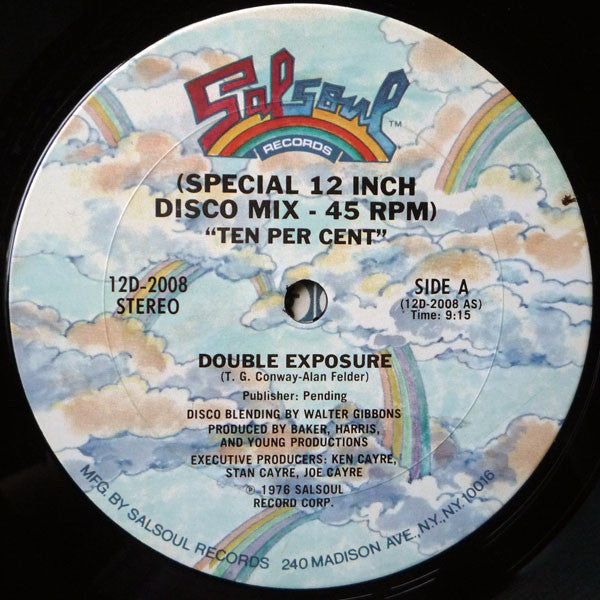 Salsoul
TM
RECORDS
(SPECIAL 12 INCH
DISCO MIX - 45 RPM)
"TEN PER CENT"
12D-2008
STEREO
SIDE A
(12D-2008 AS)
Time: 9:15
DOUBLE EXPOSURE
(T. G. Conway-Alan Felder)
Publisher: Pending
DISCO BLENDING BY WALTER GIBBONS
PRODUCED BY BAKER, HARRIS,
AND YOUNG PRODUCTIONS
EXECUTIVE PRODUCERS: KEN CAYRE,
STAN CAYRE, JOE CAYRE
℗ 1976 SALSOUL
RECORD CORP.
MFG. BY SALSOUL RECORDS 240 MADISON AVE., N.Y., N.Y. 10016